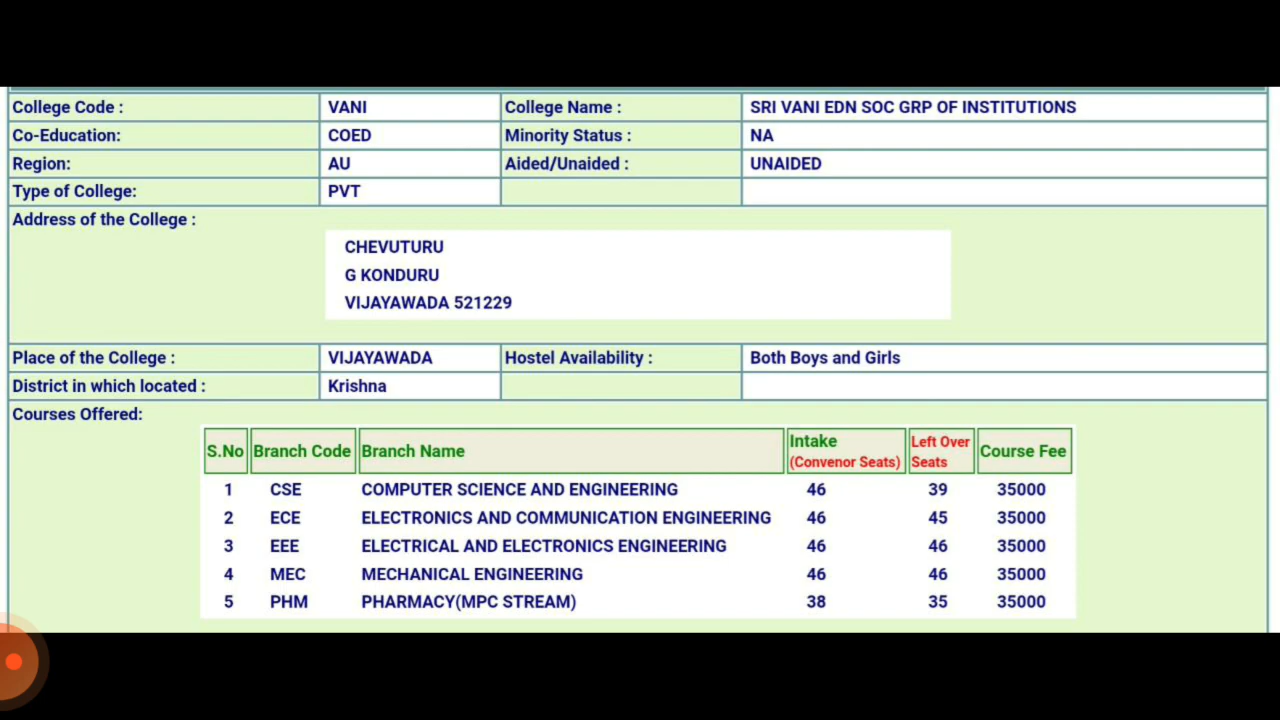 College Code : VANI College Name : SRI VANI EDN SOC GRP OF INSTITUTIONS
Co-Education: COED Minority Status : NA
Region: AU Aided/Unaided : UNAIDED
Type of College: PVT
Address of the College :
CHEVUTURU
G KONDURU
VIJAYAWADA 521229
Place of the College : VIJAYAWADA Hostel Availability : Both Boys and Girls
District in which located : Krishna
Courses Offered:
S.No Branch Code Branch Name Intake (Convenor Seats) Left Over Seats Course Fee
1 CSE COMPUTER SCIENCE AND ENGINEERING 46 39 35000
2 ECE ELECTRONICS AND COMMUNICATION ENGINEERING 46 45 35000
3 EEE ELECTRICAL AND ELECTRONICS ENGINEERING 46 46 35000
4 MEC MECHANICAL ENGINEERING 46 46 35000
5 PHM PHARMACY(MPC STREAM) 38 35 35000